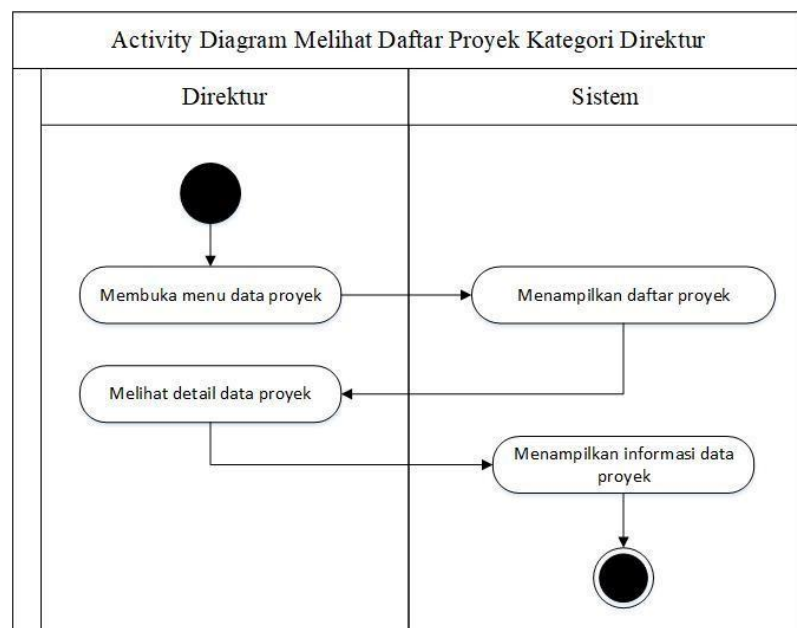 Activity Diagram Melihat Daftar Proyek Kategori Direktur
Direktur
Sistem
Membuka menu data proyek
Menampilkan daftar proyek
Melihat detail data proyek
Menampilkan informasi data
proyek